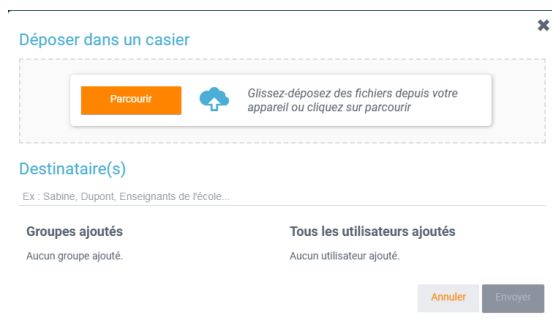 Déposer dans un casier
Parcourir
Glissez-déposez des fichiers depuis votre
appareil ou cliquez sur parcourir
Destinataire(s)
Ex : Sabine, Dupont, Enseignants de l'école...
Groupes ajoutés
Aucun groupe ajouté.
Tous les utilisateurs ajoutés
Aucun utilisateur ajouté.
Annuler
Envoyer